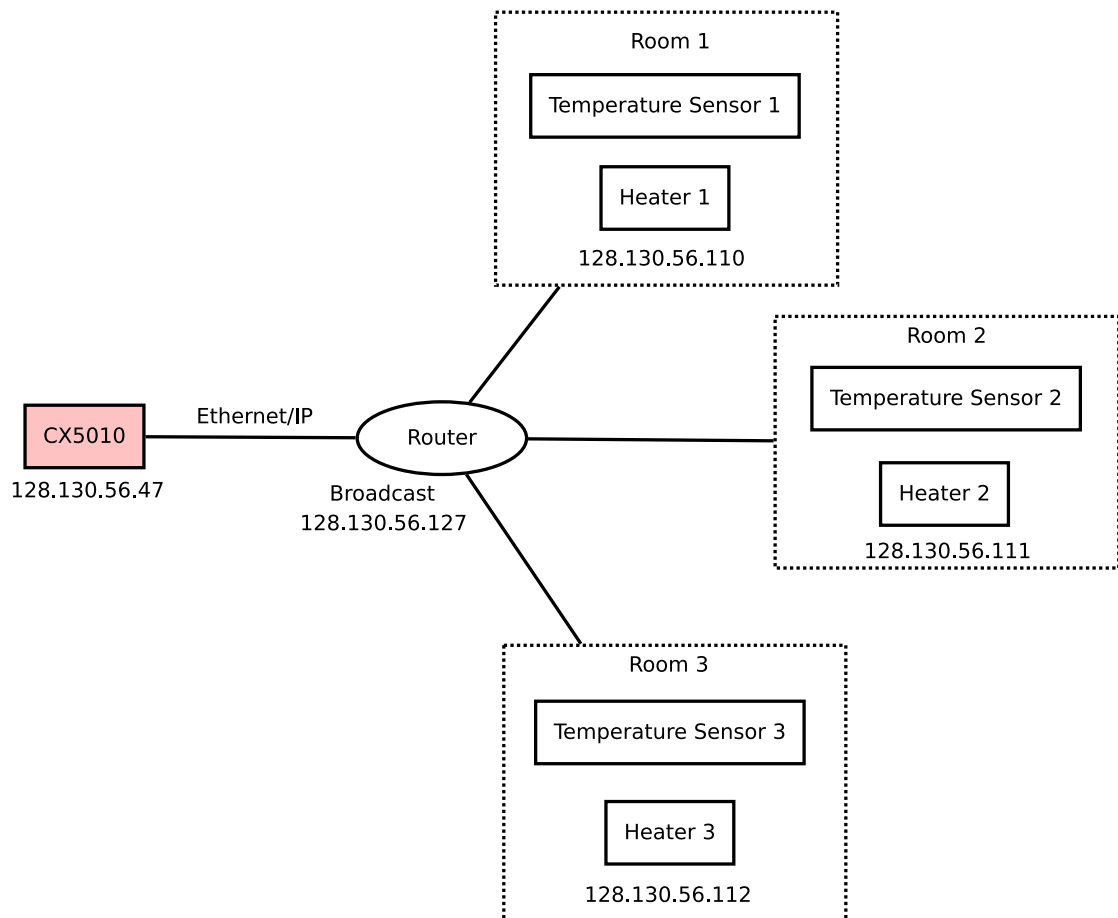 Room 1
Temperature Sensor 1
Heater 1
128.130.56.110
Room 2
Temperature Sensor 2
Heater 2
128.130.56.111
CX5010
128.130.56.47
Ethernet/IP
Router
Broadcast
128.130.56.127
Room 3
Temperature Sensor 3
Heater 3
128.130.56.112